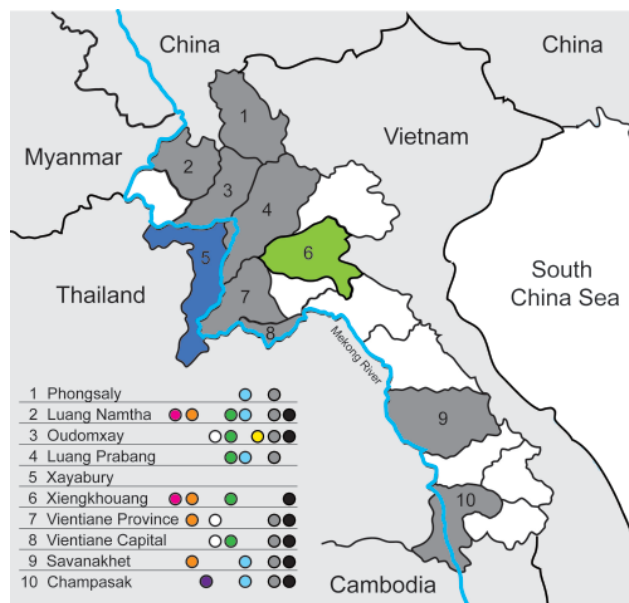 China
China
1
Vietnam
Myanmar
2
3
4
5
6
South
China Sea
Thailand
7
8
Mekong River
1 Phongsaly
2 Luang Namtha
3 Oudomxay
4 Luang Prabang
5 Xayabury
6 Xiengkhouang
7 Vientiane Province
8 Vientiane Capital
9 Savanakhet
10 Champasak
9
10
Cambodia